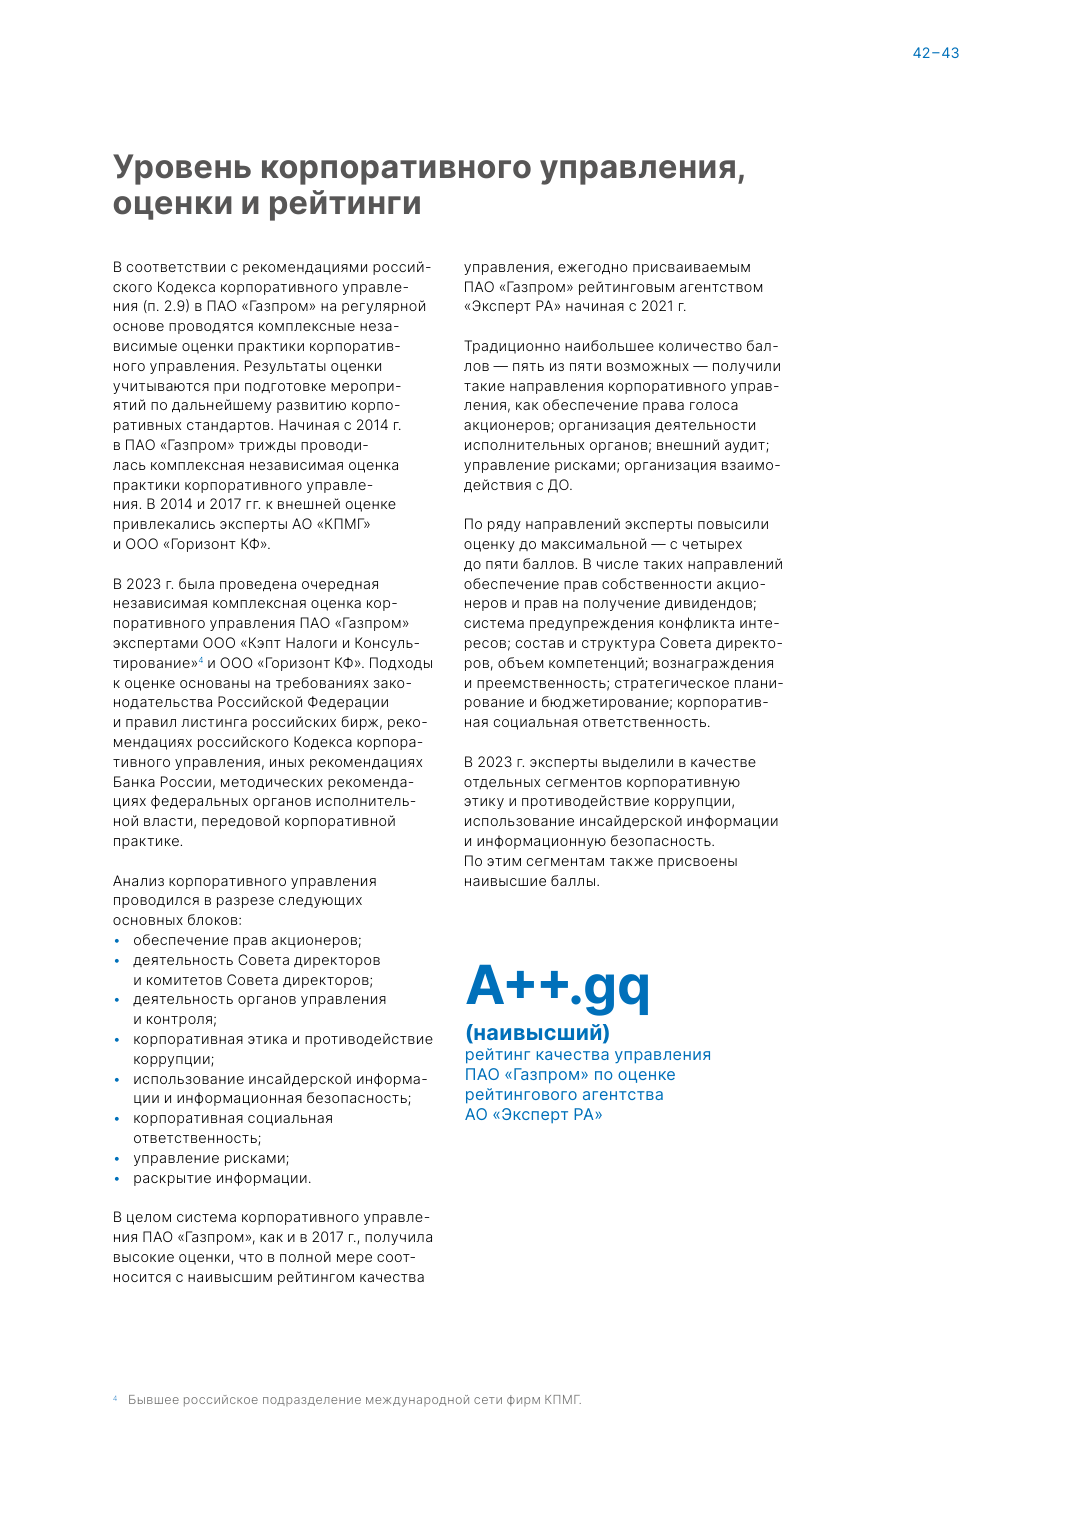 42–43
Уровень корпоративного управления,
оценки и рейтинги
В соответствии с рекомендациями россий-
ского Кодекса корпоративного управле-
ния (п. 2.9) в ПАО «Газпром» на регулярной
основе проводятся комплексные неза-
висимые оценки практики корпоратив-
ного управления. Результаты оценки
учитываются при подготовке меропри-
ятий по дальнейшему развитию корпо-
ративных стандартов. Начиная с 2014 г.
в ПАО «Газпром» трижды проводи-
лась комплексная независимая оценка
практики корпоративного управле-
ния. В 2014 и 2017 гг. к внешней оценке
привлекались эксперты АО «КПМГ»
и ООО «Горизонт КФ».
В 2023 г. была проведена очередная
независимая комплексная оценка кор-
поративного управления ПАО «Газпром»
экспертами ООО «Кэпт Налоги и Консуль-
тирование»⁴ и ООО «Горизонт КФ». Подходы
к оценке основаны на требованиях зако-
нодательства Российской Федерации
и правил листинга российских бирж, реко-
мендациях российского Кодекса корпора-
тивного управления, иных рекомендациях
Банка России, методических рекоменда-
циях федеральных органов исполнитель-
ной власти, передовой корпоративной
практике.
Анализ корпоративного управления
проводился в разрезе следующих
основных блоков:
• обеспечение прав акционеров;
• деятельность Совета директоров
и комитетов Совета директоров;
• деятельность органов управления
и контроля;
• корпоративная этика и противодействие
коррупции;
• использование инсайдерской информа-
ции и информационная безопасность;
• корпоративная социальная
ответственность;
• управление рисками;
• раскрытие информации.
В целом система корпоративного управле-
ния ПАО «Газпром», как и в 2017 г., получила
высокие оценки, что в полной мере соот-
носится с наивысшим рейтингом качества
управления, ежегодно присваиваемым
ПАО «Газпром» рейтинговым агентством
«Эксперт РА» начиная с 2021 г.
Традиционно наибольшее количество бал-
лов — пять из пяти возможных — получили
такие направления корпоративного управ-
ления, как обеспечение права голоса
акционеров; организация деятельности
исполнительных органов; внешний аудит;
управление рисками; организация взаимо-
действия с ДО.
По ряду направлений эксперты повысили
оценку до максимальной — с четырех
до пяти баллов. В числе таких направлений
обеспечение прав собственности акцио-
неров и прав на получение дивидендов;
система предупреждения конфликта инте-
ресов; состав и структура Совета директо-
ров, объем компетенций; вознаграждения
и преемственность; стратегическое плани-
рование и бюджетирование; корпоратив-
ная социальная ответственность.
В 2023 г. эксперты выделили в качестве
отдельных сегментов корпоративную
этику и противодействие коррупции,
использование инсайдерской информации
и информационную безопасность.
По этим сегментам также присвоены
наивысшие баллы.
A++.gq
(наивысший)
рейтинг качества управления
ПАО «Газпром» по оценке
рейтингового агентства
АО «Эксперт РА»
⁴ Бывшее российское подразделение международной сети фирм КПМГ.